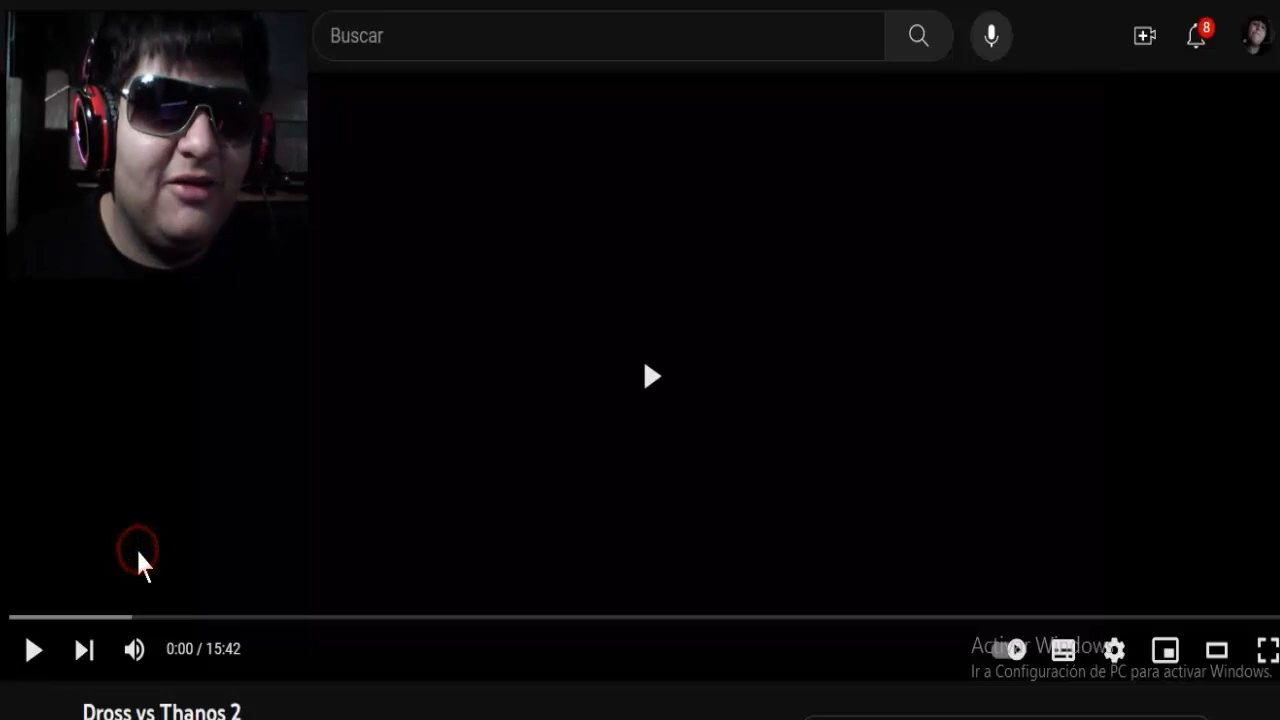 Buscar
8
0:00 / 15:42
Activar Windows
Ir a Configuración de PC para activar Windows.
Dross vs Thanos 2